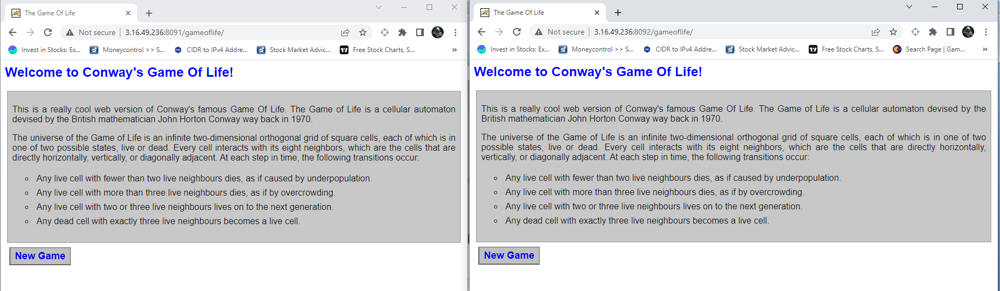 The Game Of Life
Not secure
3.16.49.236:8091/gameoflife/
Invest in Stocks: Ex...
Moneycontrol >> S...
CIDR to IPv4 Addre...
Stock Market Advic...
Free Stock Charts, S...
»
Welcome to Conway's Game Of Life!
This is a really cool web version of Conway's famous Game Of Life. The Game of Life is a cellular automaton
devised by the British mathematician John Horton Conway way back in 1970.
The universe of the Game of Life is an infinite two-dimensional orthogonal grid of square cells, each of which is in
one of two possible states, live or dead. Every cell interacts with its eight neighbors, which are the cells that are
directly horizontally, vertically, or diagonally adjacent. At each step in time, the following transitions occur:
Any live cell with fewer than two live neighbours dies, as if caused by underpopulation.
Any live cell with more than three live neighbours dies, as if by overcrowding.
Any live cell with two or three live neighbours lives on to the next generation.
Any dead cell with exactly three live neighbours becomes a live cell.
New Game
The Game Of Life
Not secure
3.16.49.236:8092/gameoflife/
Invest in Stocks: Ex...
Moneycontrol >> S...
CIDR to IPv4 Addre...
Stock Market Advic...
Free Stock Charts, S...
Search Page | Gam...
»
Welcome to Conway's Game Of Life!
This is a really cool web version of Conway's famous Game Of Life. The Game of Life is a cellular automaton devised by the
British mathematician John Horton Conway way back in 1970.
The universe of the Game of Life is an infinite two-dimensional orthogonal grid of square cells, each of which is in one of two
possible states, live or dead. Every cell interacts with its eight neighbors, which are the cells that are directly horizontally,
vertically, or diagonally adjacent. At each step in time, the following transitions occur:
Any live cell with fewer than two live neighbours dies, as if caused by underpopulation.
Any live cell with more than three live neighbours dies, as if by overcrowding.
Any live cell with two or three live neighbours lives on to the next generation.
Any dead cell with exactly three live neighbours becomes a live cell.
New Game